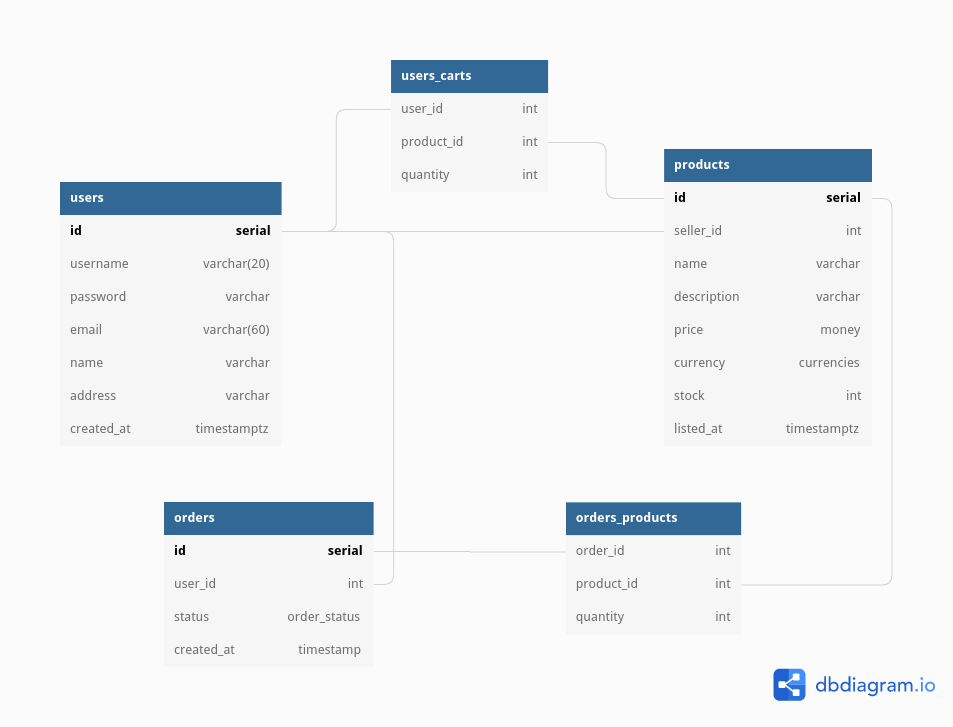 users_carts
user_id int
product_id int
quantity int
products
id serial
seller_id int
name varchar
description varchar
price money
currency currencies
stock int
listed_at timestamptz
users
id serial
username varchar(20)
password varchar
email varchar(60)
name varchar
address varchar
created_at timestamptz
orders
id serial
user_id int
status order_status
created_at timestamp
orders_products
order_id int
product_id int
quantity int
dbdiagram.io